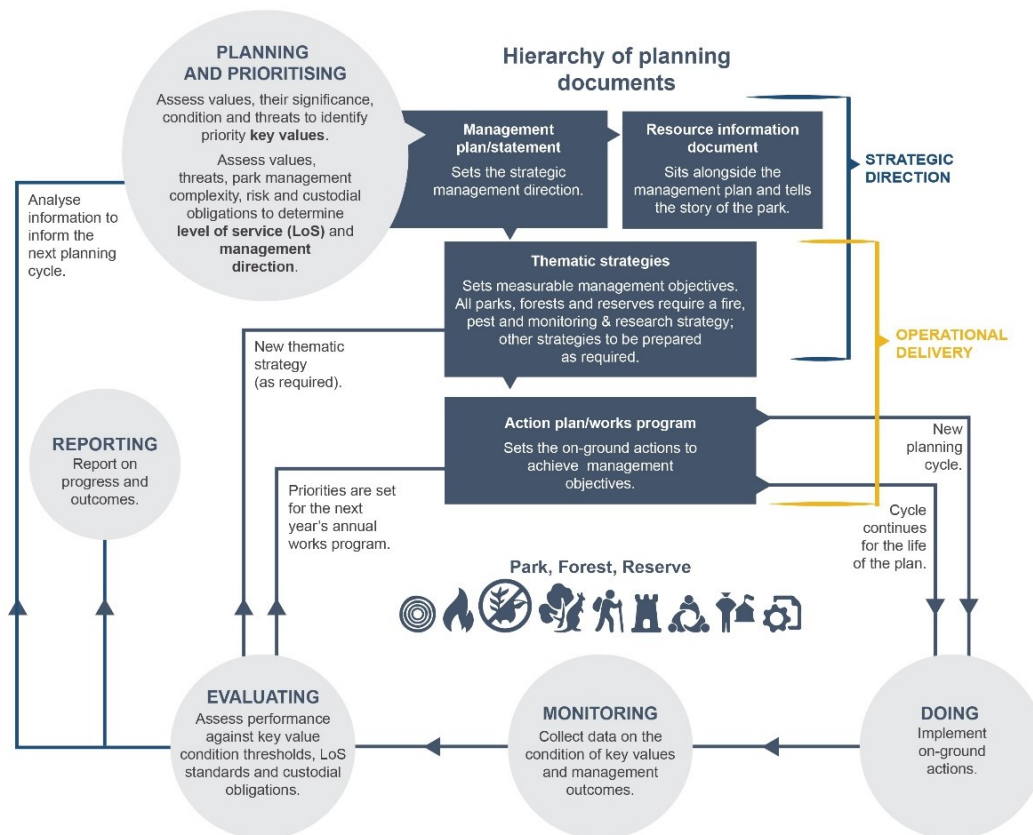 PLANNING
AND PRIORITISING
Assess values, their significance,
condition and threats to identify
priority key values.
Assess values,
threats, park management
complexity, risk and custodial
obligations to determine
level of service (LoS) and
management
direction.
Hierarchy of planning
documents
Management
plan/statement
Sets the strategic
management direction.
Resource information
document
Sits alongside the
management plan and tells
the story of the park.
STRATEGIC
DIRECTION
Analyse
information to
inform the
next planning
cycle.
Thematic strategies
Sets measurable management objectives.
All parks, forests and reserves require a fire,
pest and monitoring & research strategy;
other strategies to be prepared
as required.
OPERATIONAL
DELIVERY
New thematic
strategy
(as required).
REPORTING
Report on
progress and
outcomes.
Action plan/works program
Sets the on-ground actions to
achieve management
objectives.
New
planning
cycle.
Priorities are set
for the next
year's annual
works program.
Cycle
continues
for the life
of the plan.
Park, Forest, Reserve
EVALUATING
Assess performance
against key value
condition thresholds, LoS
standards and custodial
obligations.
MONITORING
Collect data on the
condition of key values
and management
outcomes.
DOING
Implement
on-ground
actions.